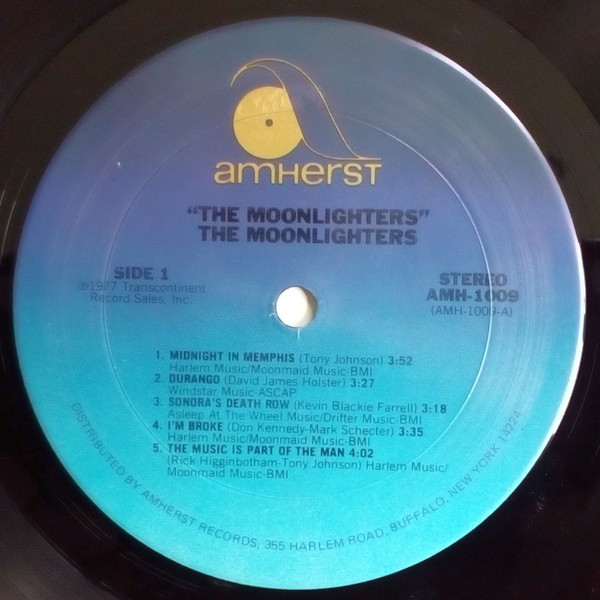 amHersT
“THE MOONLIGHTERS”
THE MOONLIGHTERS
SIDE 1
℗1977 Transcontinent
Record Sales, Inc.
STEREO
AMH-1009
(AMH-1009-A)
1. MIDNIGHT IN MEMPHIS (Tony Johnson) 3:52
Harlem Music/Moonmaid Music-BMI
2. DURANGO (David James Holster) 3:27
Windstar Music-ASCAP
3. SONORA'S DEATH ROW (Kevin Blackie Farrell) 3:18
Asleep At The Wheel Music/Drifter Music-BMI
4. I'M BROKE (Don Kennedy-Mark Schecter) 3:35
Harlem Music/Moonmaid Music-BMI
5. THE MUSIC IS PART OF THE MAN 4:02
(Rick Higginbotham-Tony Johnson) Harlem Music/
Moonmaid Music-BMI
DISTRIBUTED BY AMHERST RECORDS, 355 HARLEM ROAD, BUFFALO, NEW YORK 14224